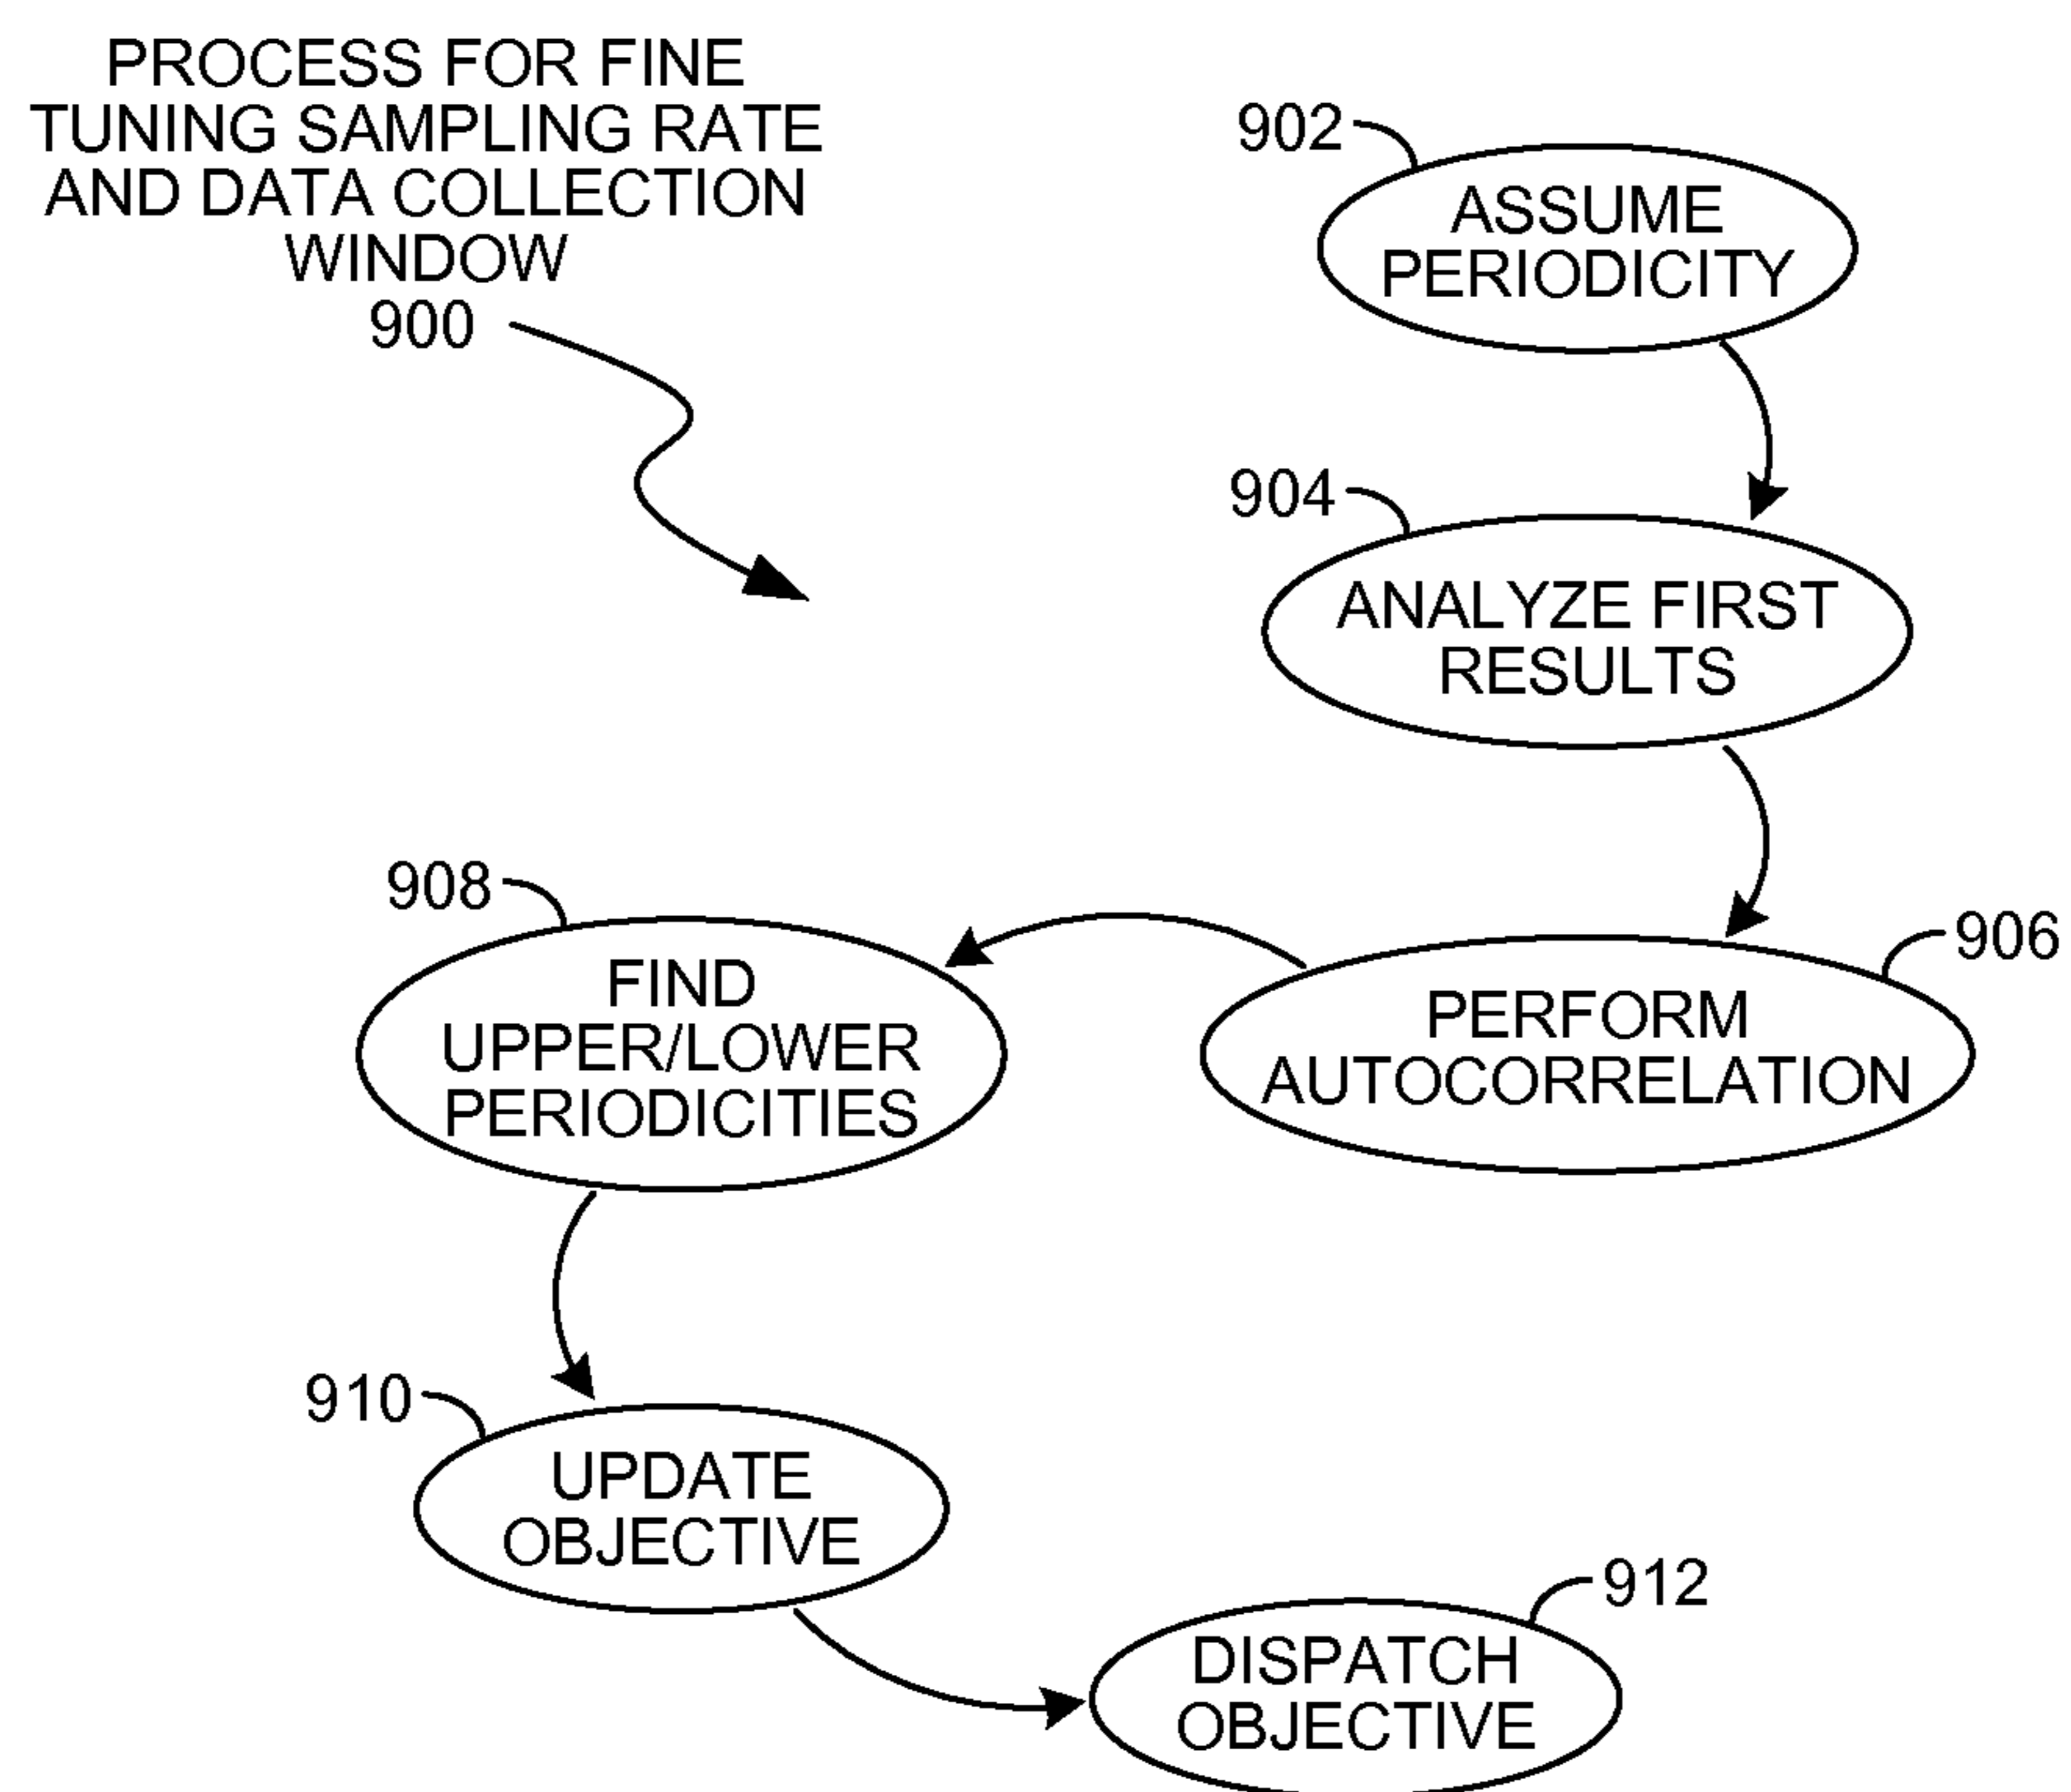 PROCESS FOR FINE
TUNING SAMPLING RATE
AND DATA COLLECTION
WINDOW
900
902
ASSUME
PERIODICITY
904
ANALYZE FIRST
RESULTS
906
PERFORM
AUTOCORRELATION
908
FIND
UPPER/LOWER
PERIODICITIES
910
UPDATE
OBJECTIVE
912
DISPATCH
OBJECTIVE